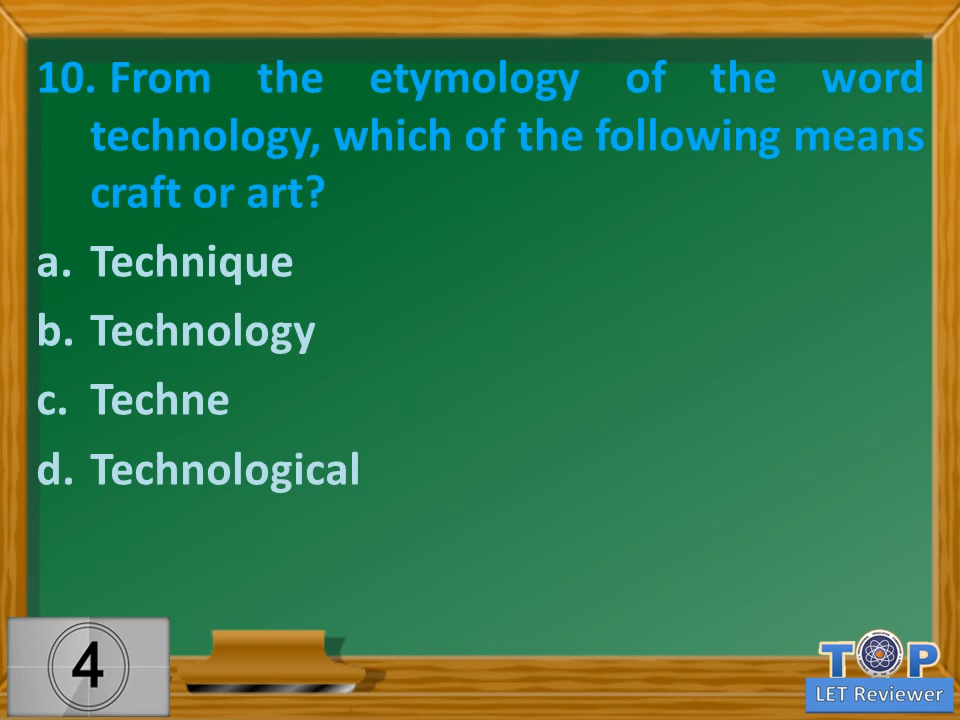 10. From the etymology of the word
technology, which of the following means
craft or art?
a. Technique
b. Technology
c. Techne
d. Technological
4
TOP
LET Reviewer